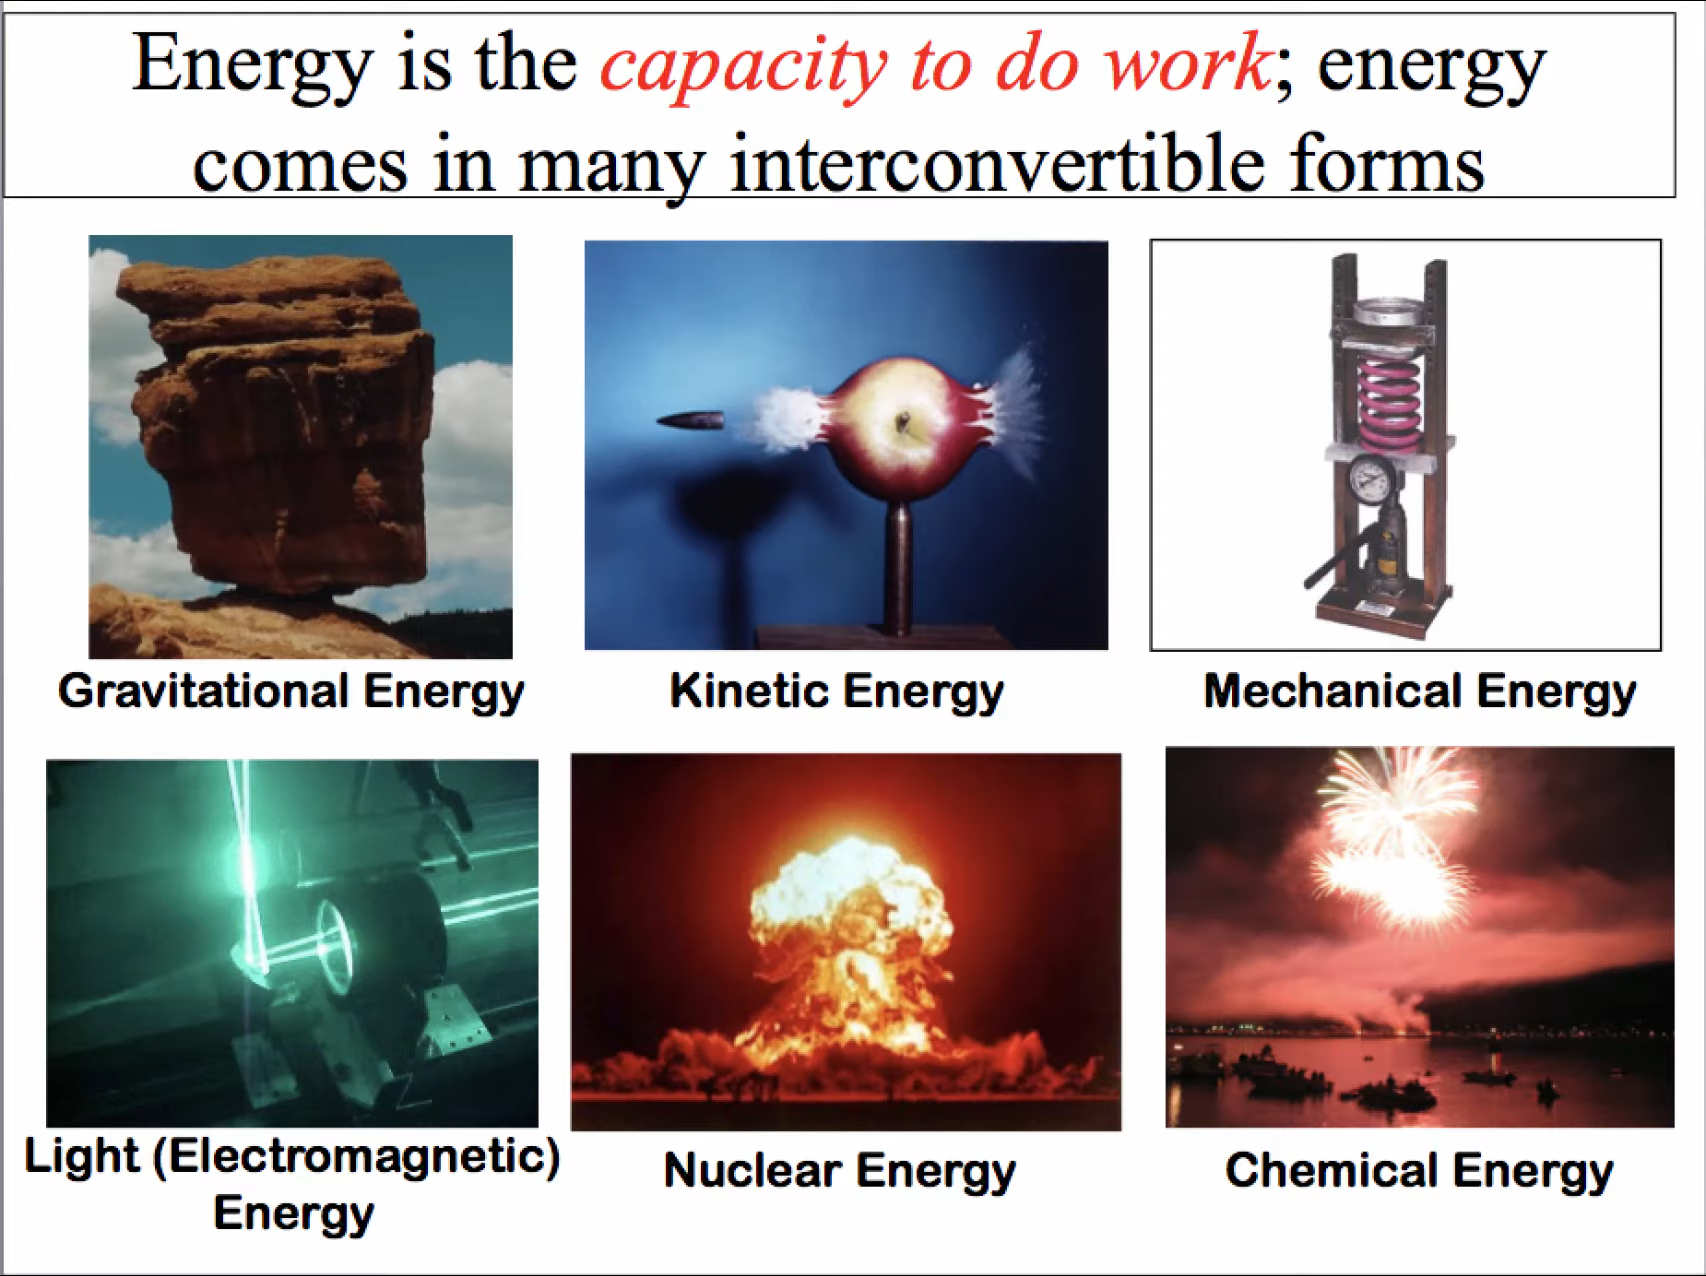 Energy is the capacity to do work; energy
comes in many interconvertible forms
Gravitational Energy
Kinetic Energy
Mechanical Energy
Light (Electromagnetic)
Energy
Nuclear Energy
Chemical Energy